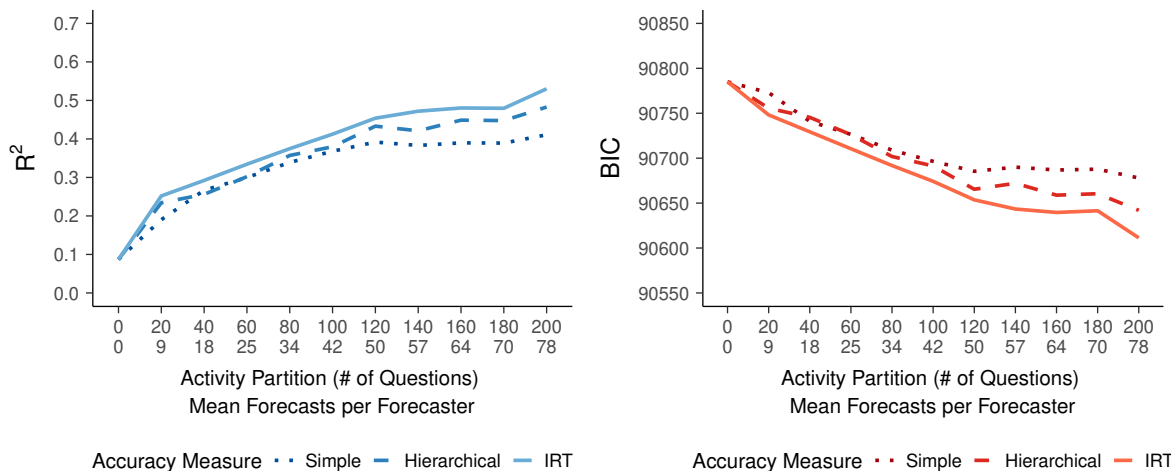 0.7
0.6
0.5
0.4
0.3
0.2
0.1
0.0
R²
0 20 40 60 80 100 120 140 160 180 200
0 9 18 25 34 42 50 57 64 70 78
Activity Partition (# of Questions)
Mean Forecasts per Forecaster
Accuracy Measure Simple Hierarchical IRT
90850
90800
90750
90700
90650
90600
90550
BIC
0 20 40 60 80 100 120 140 160 180 200
0 9 18 25 34 42 50 57 64 70 78
Activity Partition (# of Questions)
Mean Forecasts per Forecaster
Accuracy Measure Simple Hierarchical IRT